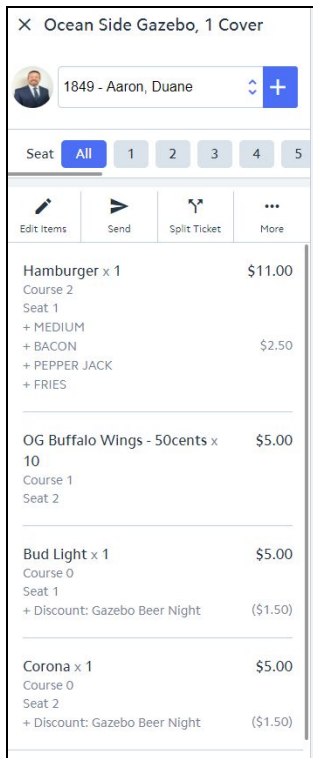 × Ocean Side Gazebo, 1 Cover
1849 - Aaron, Duane
+
Seat All 1 2 3 4 5
Edit Items Send Split Ticket More
Hamburger x 1 $11.00
Course 2
Seat 1
+ MEDIUM
+ BACON $2.50
+ PEPPER JACK
+ FRIES
OG Buffalo Wings - 50cents x $5.00
10
Course 1
Seat 2
Bud Light x 1 $5.00
Course 0
Seat 1
+ Discount: Gazebo Beer Night ($1.50)
Corona x 1 $5.00
Course 0
Seat 2
+ Discount: Gazebo Beer Night ($1.50)